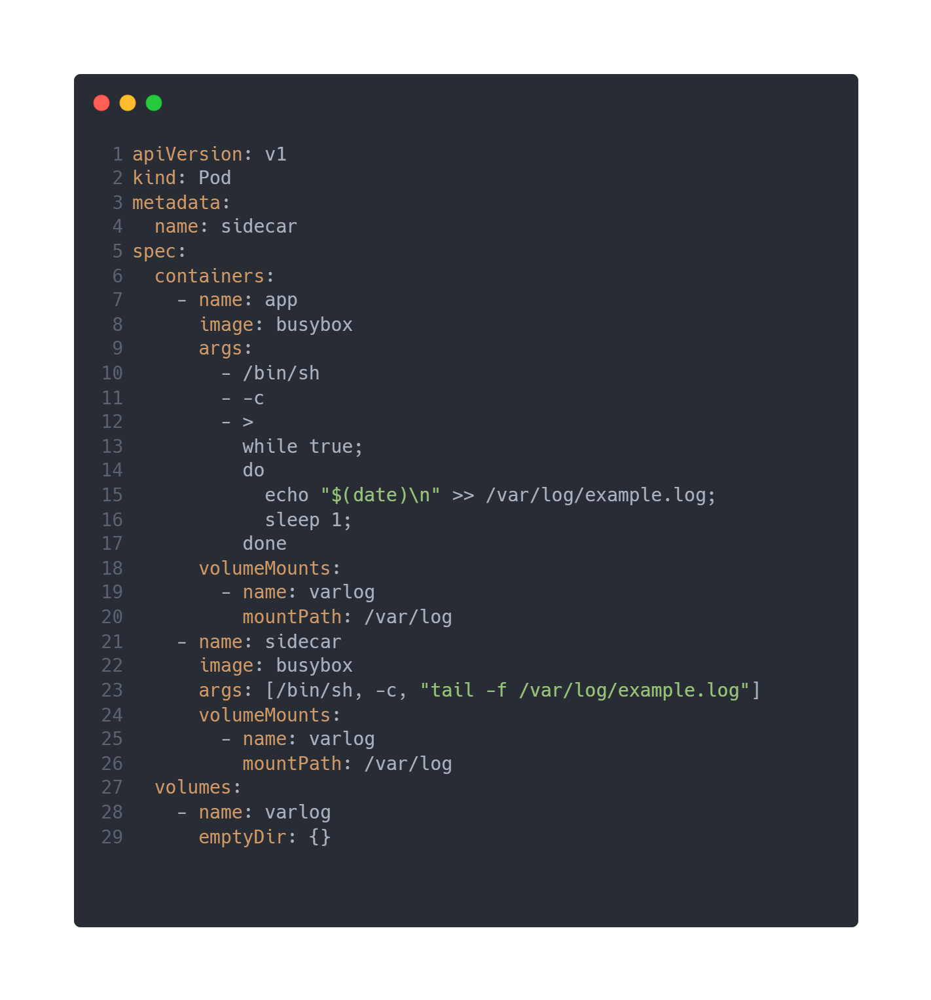 1 apiVersion: v1
2 kind: Pod
3 metadata:
4   name: sidecar
5 spec:
6   containers:
7     - name: app
8       image: busybox
9       args:
10         - /bin/sh
11         - -c
12         - >
13           while true;
14           do
15             echo "$(date)\n" >> /var/log/example.log;
16             sleep 1;
17           done
18       volumeMounts:
19         - name: varlog
20           mountPath: /var/log
21     - name: sidecar
22       image: busybox
23       args: [/bin/sh, -c, "tail -f /var/log/example.log"]
24       volumeMounts:
25         - name: varlog
26           mountPath: /var/log
27   volumes:
28     - name: varlog
29       emptyDir: {}